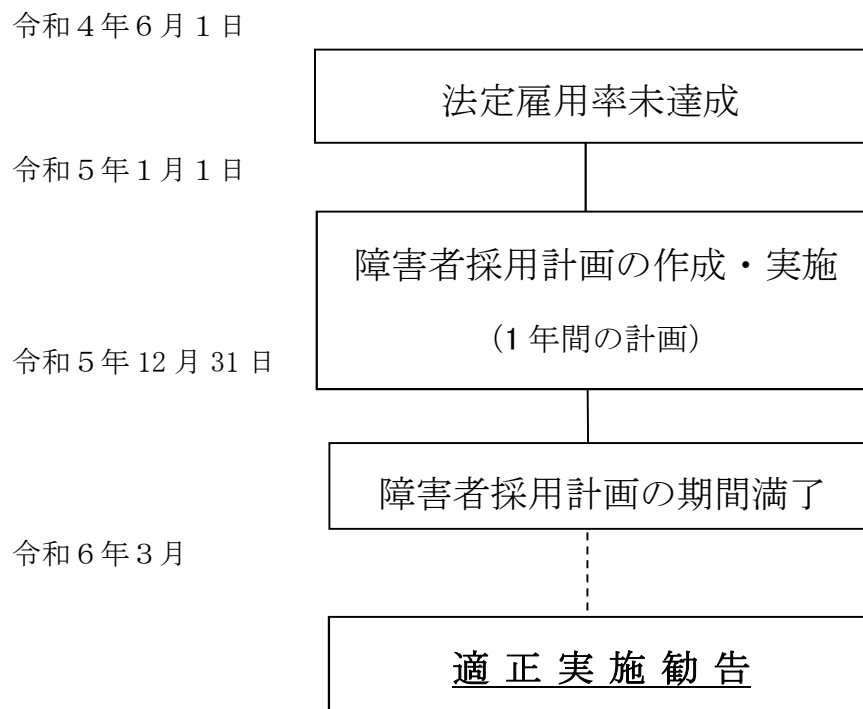 令和４年６月１日
法定雇用率未達成
令和５年１月１日
障害者採用計画の作成・実施
（1 年間の計画）
令和５年 12 月 31 日
障害者採用計画の期間満了
令和６年３月
適 正 実 施 勧 告